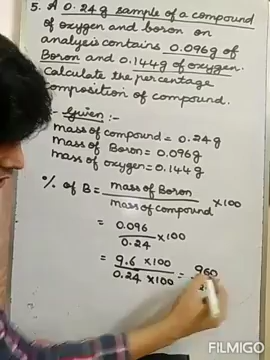 5. A 0.24g sample of a compound
of oxygen and boron on
analysis contains 0.096g of
Boron and 0.144g of oxygen.
Calculate the percentage
composition of compound.
- Given :-
mass of compound = 0.24g
mass of Boron = 0.096g
mass of oxygen = 0.144g
% of B = mass of Boron / mass of compound × 100
= 0.096 / 0.24 × 100
= 9.6 × 100 / 0.24 × 100 = 960
FILMIGO